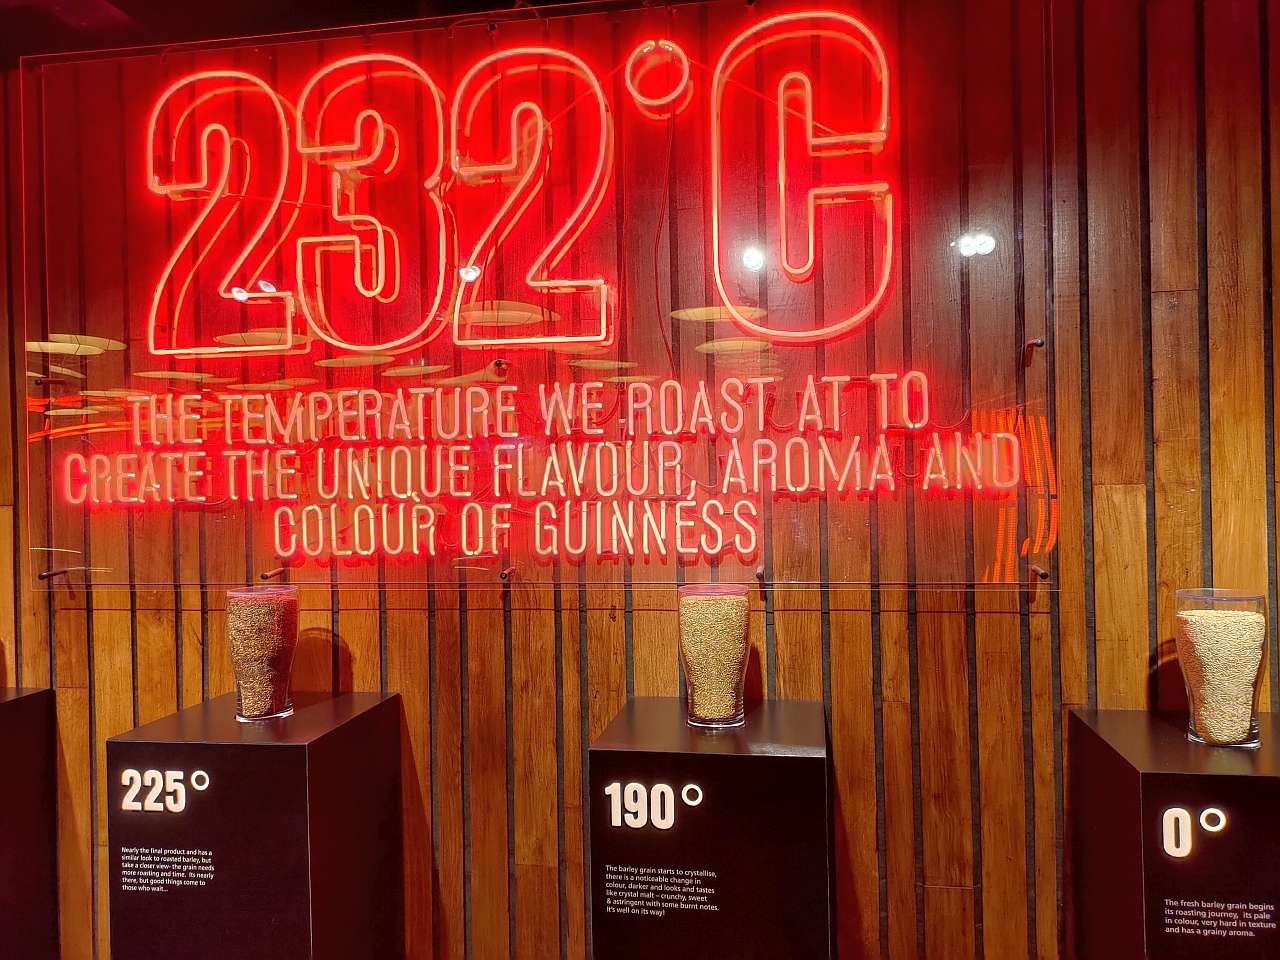 232°C
THE TEMPERATURE WE ROAST AT TO
CREATE THE UNIQUE FLAVOUR, AROMA AND
COLOUR OF GUINNESS
225°
Nearly the final product and has a
similar look to roasted barley, but
take a closer view- the grain needs
more roasting and time. Its nearly
there, but good things come to
those who wait...
190°
The barley grain starts to crystallise,
there is a noticeable change in
colour, darker and looks and tastes
like crystal malt – crunchy, sweet
& astringent with some burnt notes.
It's well on its way!
0°
The fresh barley grain begins
its roasting journey, its pale
in colour, very hard in texture
and has a grainy aroma.